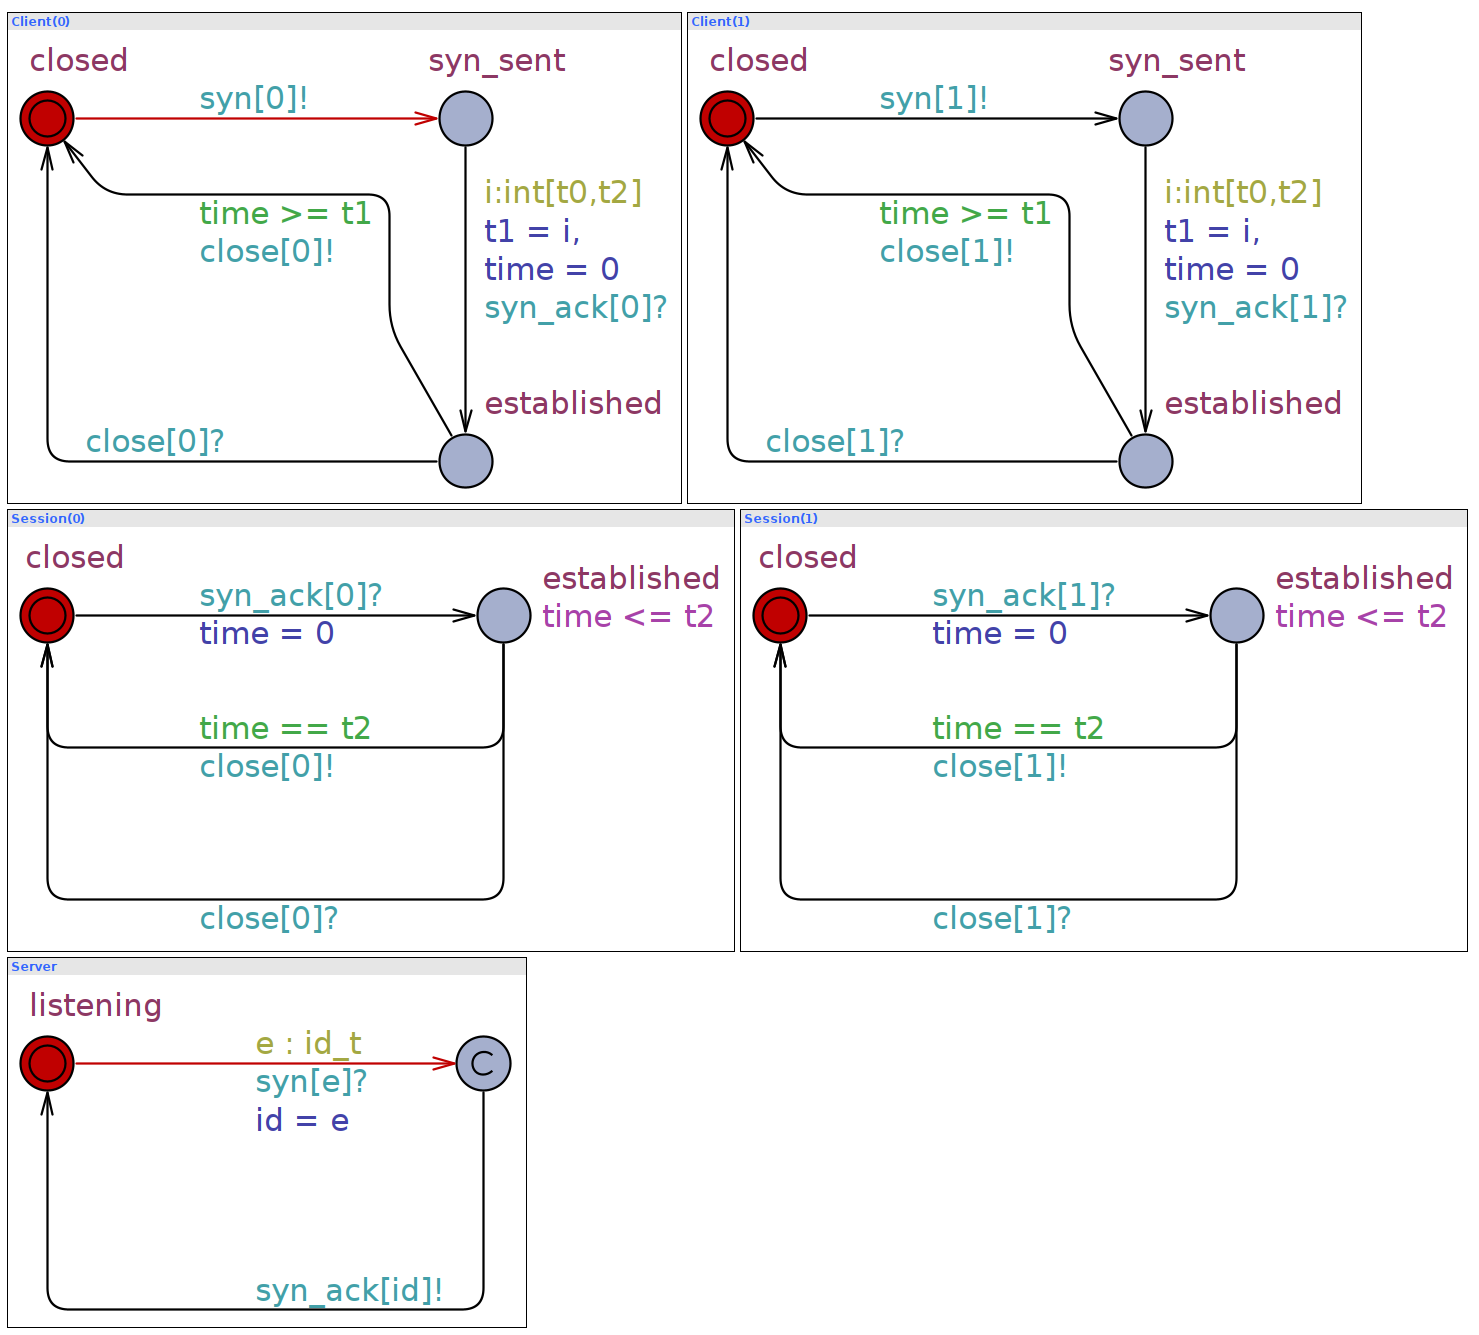 Client(0)
closed
syn_sent
syn[0]!
i:int[t0,t2]
t1 = i,
time = 0
syn_ack[0]?
time >= t1
close[0]!
established
close[0]?
Client(1)
closed
syn_sent
syn[1]!
i:int[t0,t2]
t1 = i,
time = 0
syn_ack[1]?
time >= t1
close[1]!
established
close[1]?
Session(0)
closed
syn_ack[0]?
time = 0
established
time <= t2
time == t2
close[0]!
close[0]?
Session(1)
closed
syn_ack[1]?
time = 0
established
time <= t2
time == t2
close[1]!
close[1]?
Server
listening
e : id_t
syn[e]?
id = e
C
syn_ack[id]!